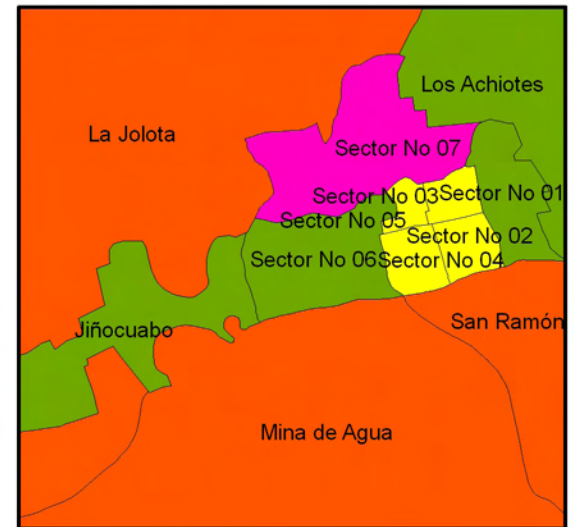 Los Achiotes
La Jolota
Sector No 07
Sector No 03
Sector No 01
Sector No 05
Sector No 02
Sector No 06
Sector No 04
San Ramón
Jiñocuabo
Mina de Agua